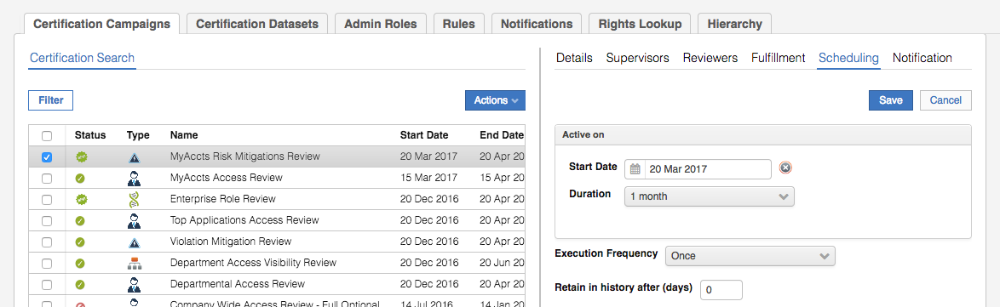 Certification Campaigns Certification Datasets Admin Roles Rules Notifications Rights Lookup Hierarchy
Certification Search
Filter Actions
Status Type Name Start Date End Date
MyAccts Risk Mitigations Review 20 Mar 2017 20 Apr 20
MyAccts Access Review 15 Mar 2017 15 Apr 20
Enterprise Role Review 20 Dec 2016 20 Apr 20
Top Applications Access Review 20 Dec 2016 20 Apr 20
Violation Mitigation Review 20 Dec 2016 20 Apr 20
Department Access Visibility Review 20 Dec 2016 20 Jun 20
Departmental Access Review 20 Dec 2016 20 Apr 20
Company Wide Access Review - Full Optional 14 Jul 2016 14 Jan 20
Details Supervisors Reviewers Fulfillment Scheduling Notification
Save Cancel
Active on
Start Date 20 Mar 2017
Duration 1 month
Execution Frequency Once
Retain in history after (days) 0